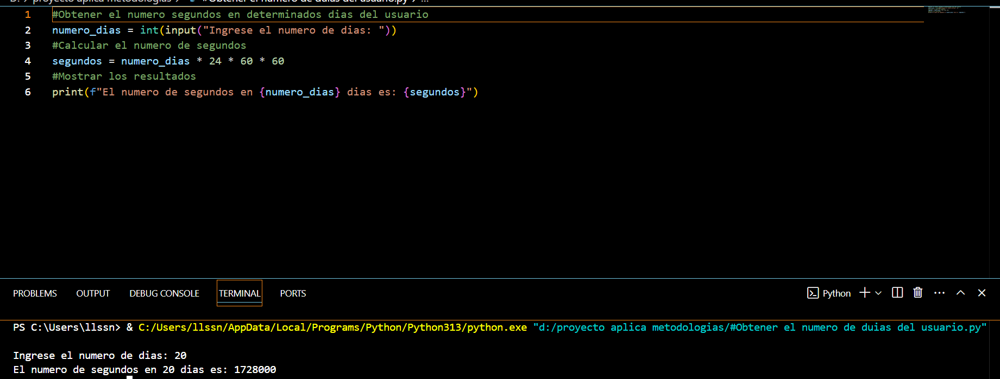 1 #Obtener el numero segundos en determinados dias del usuario
2 numero_dias = int(input("Ingrese el numero de dias: "))
3 #Calcular el numero de segundos
4 segundos = numero_dias * 24 * 60 * 60
5 #Mostrar los resultados
6 print(f"El numero de segundos en {numero_dias} dias es: {segundos}")
PROBLEMS OUTPUT DEBUG CONSOLE TERMINAL PORTS Python
PS C:\Users\llssn> & C:/Users/llssn/AppData/Local/Programs/Python/Python313/python.exe "d:/proyecto aplica metodologias/#Obtener el numero de duias del usuario.py"
Ingrese el numero de dias: 20
El numero de segundos en 20 dias es: 1728000